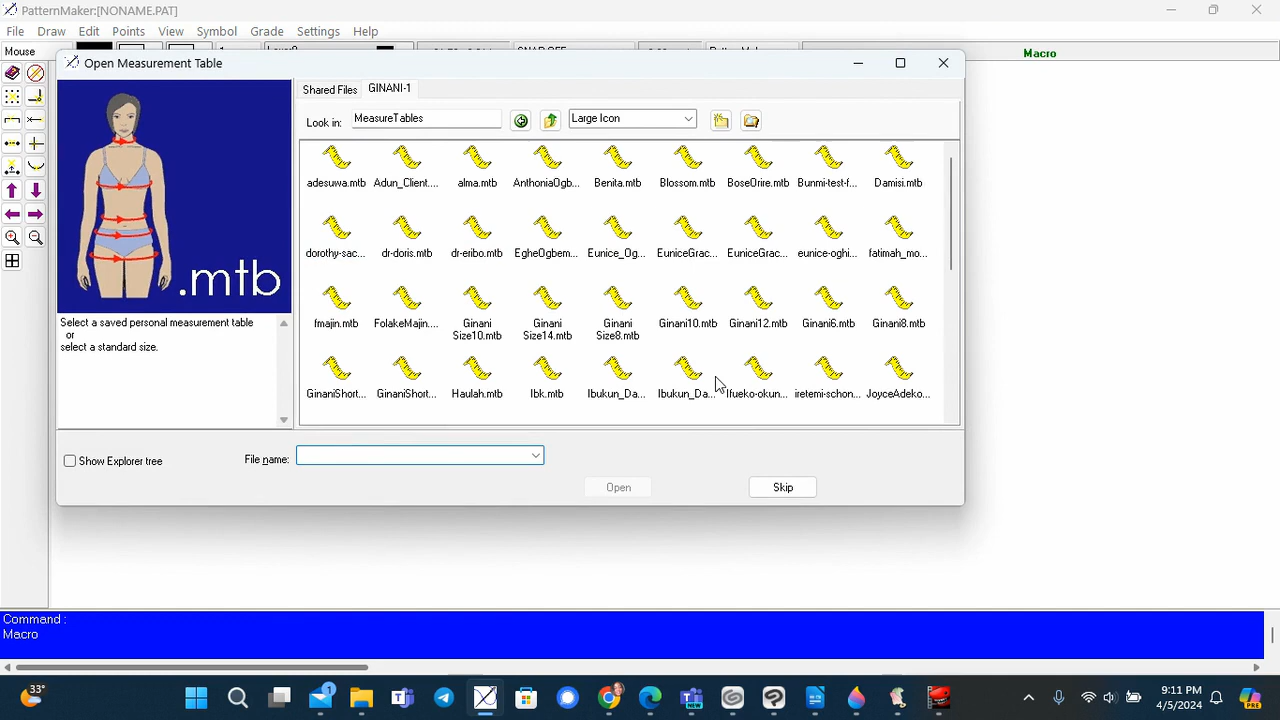 PatternMaker:[NONAME.PAT]
File Draw Edit Points View Symbol Grade Settings Help
Mouse
Macro
Open Measurement Table
Shared Files GINANI-1
Look in: MeasureTables Large Icon
adesuwa.mtb Adun_Client.... alma.mtb AnthoniaOgb... Benita.mtb Blossom.mtb BoseOrire.mtb Bunmi-test-f... Damisi.mtb
dorothy-sac... dr-doris.mtb dr-eribo.mtb EgheOgbem... Eunice_Og... EuniceGrac... EuniceGrac... eunice-oghi... fatimah_mo...
fmajin.mtb FolakeMajin.... Ginani Size10.mtb Ginani Size14.mtb Ginani Size8.mtb Ginani10.mtb Ginani12.mtb Ginani6.mtb Ginani8.mtb
GinaniShort... GinaniShort... Haulah.mtb Ibk.mtb Ibukun_Da... Ibukun_Da... Ifueko-okun... iretemi-schon... JoyceAdeko...
.mtb
Select a saved personal measurement table
or
select a standard size.
Show Explorer tree
File name:
Open Skip
Command :
Macro
33°
1
NEW
9:11 PM
4/5/2024
PRE